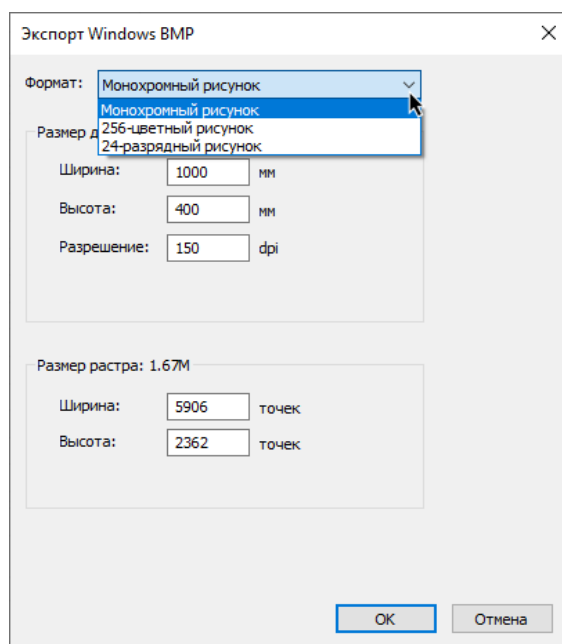 Экспорт Windows BMP
Формат: Монохромный рисунок
Монохромный рисунок
256-цветный рисунок
24-разрядный рисунок
Размер д
Ширина: 1000 мм
Высота: 400 мм
Разрешение: 150 dpi
Размер растра: 1.67M
Ширина: 5906 точек
Высота: 2362 точек
OK Отмена